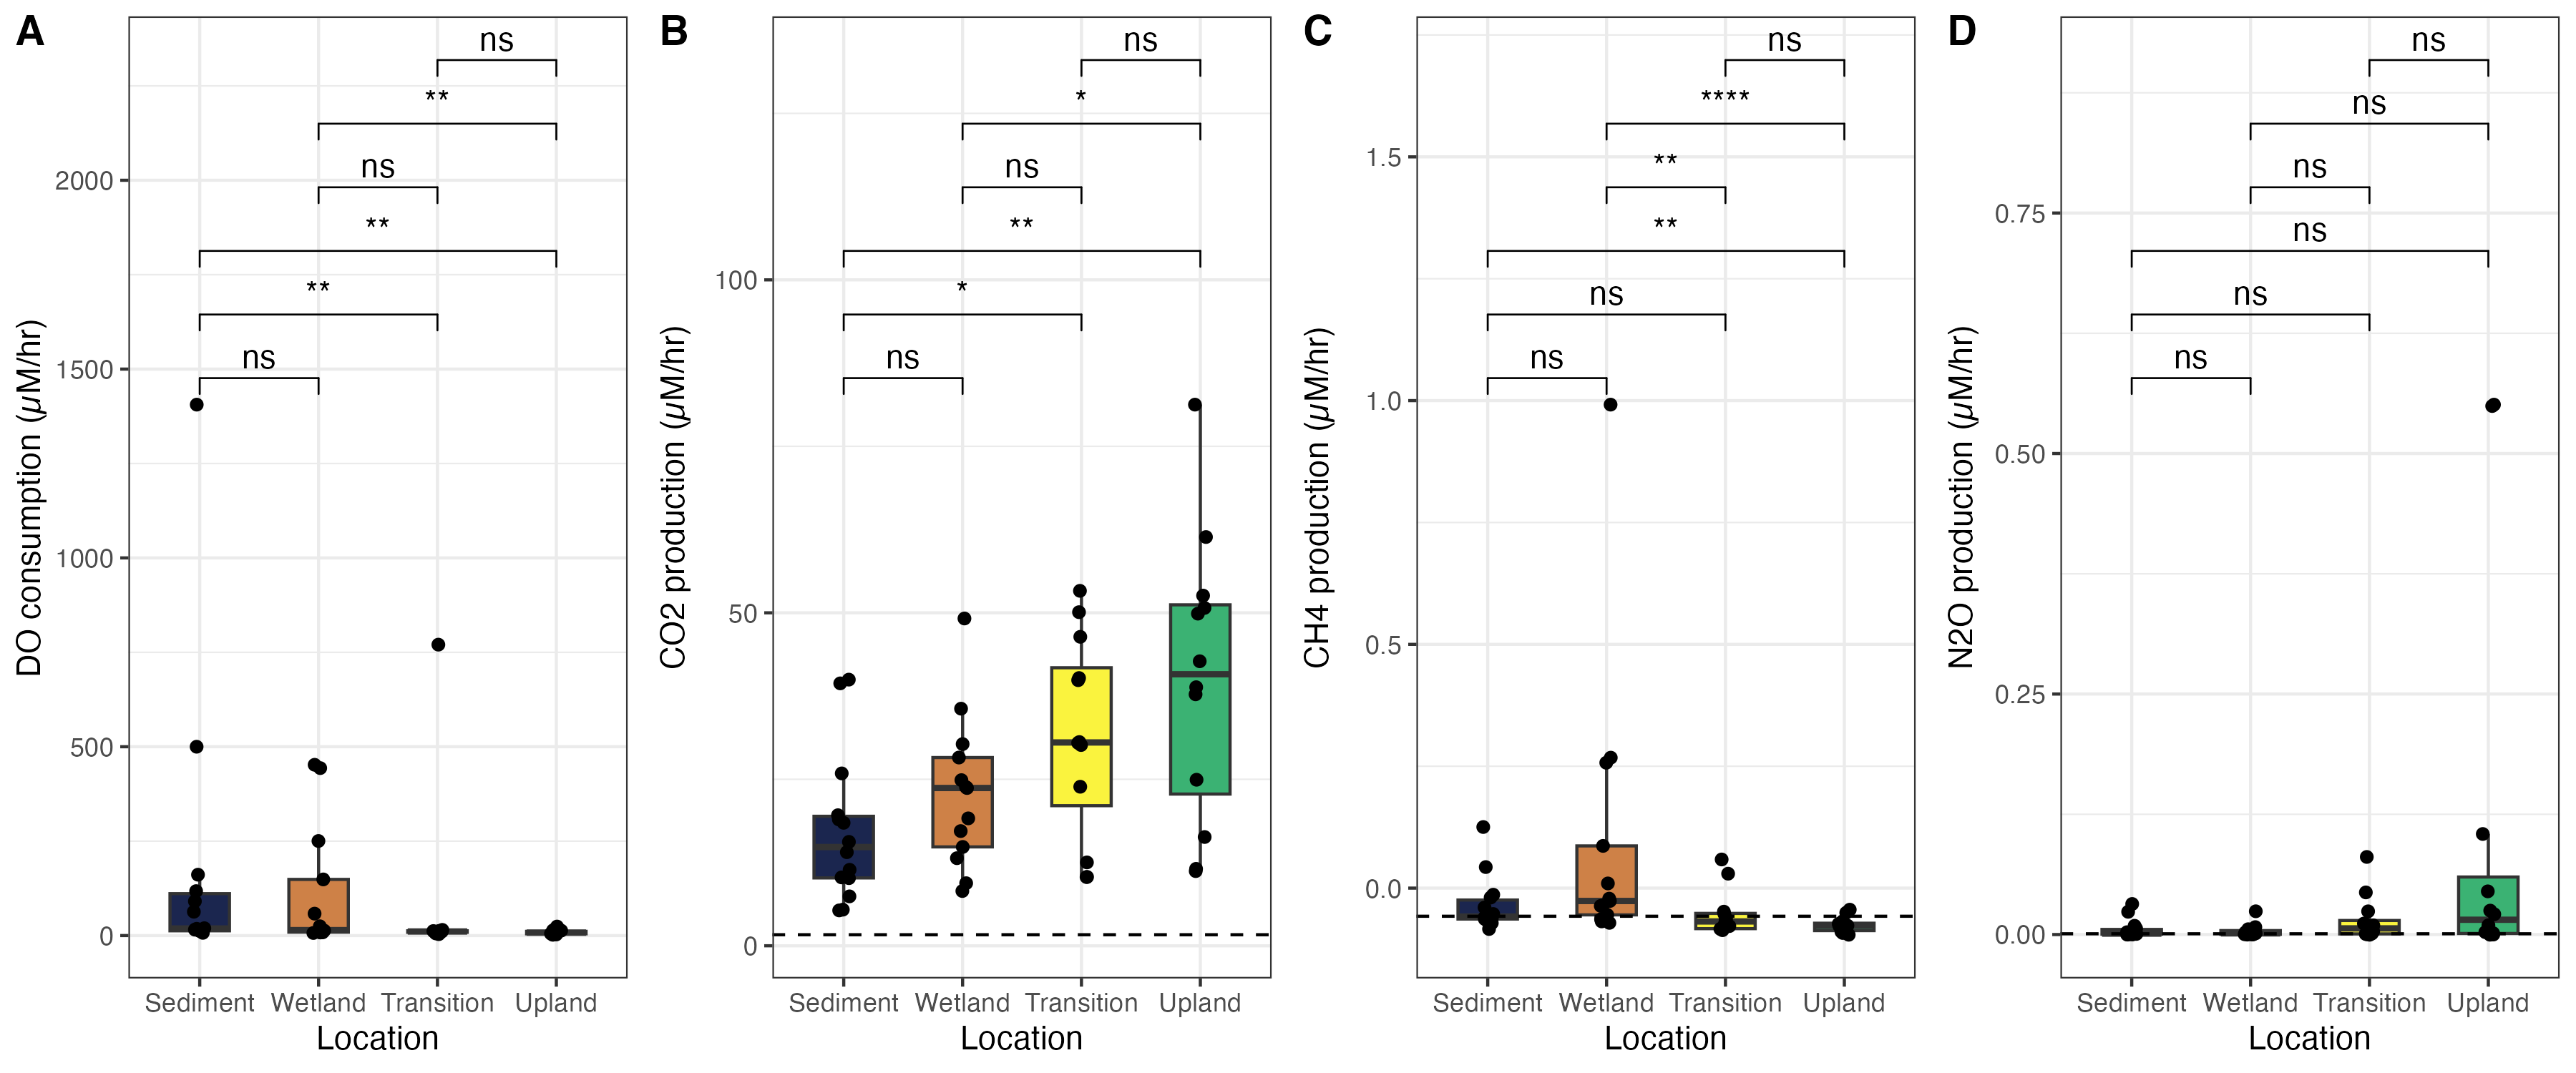 A
DO consumption (µM/hr)
2000
1500
1000
500
0
ns
**
ns
**
**
ns
Sediment Wetland Transition Upland
Location
B
CO2 production (µM/hr)
100
50
0
ns
*
ns
**
*
ns
Sediment Wetland Transition Upland
Location
C
CH4 production (µM/hr)
1.5
1.0
0.5
0.0
ns
****
**
**
ns
ns
Sediment Wetland Transition Upland
Location
D
N2O production (µM/hr)
0.75
0.50
0.25
0.00
ns
ns
ns
ns
ns
ns
Sediment Wetland Transition Upland
Location